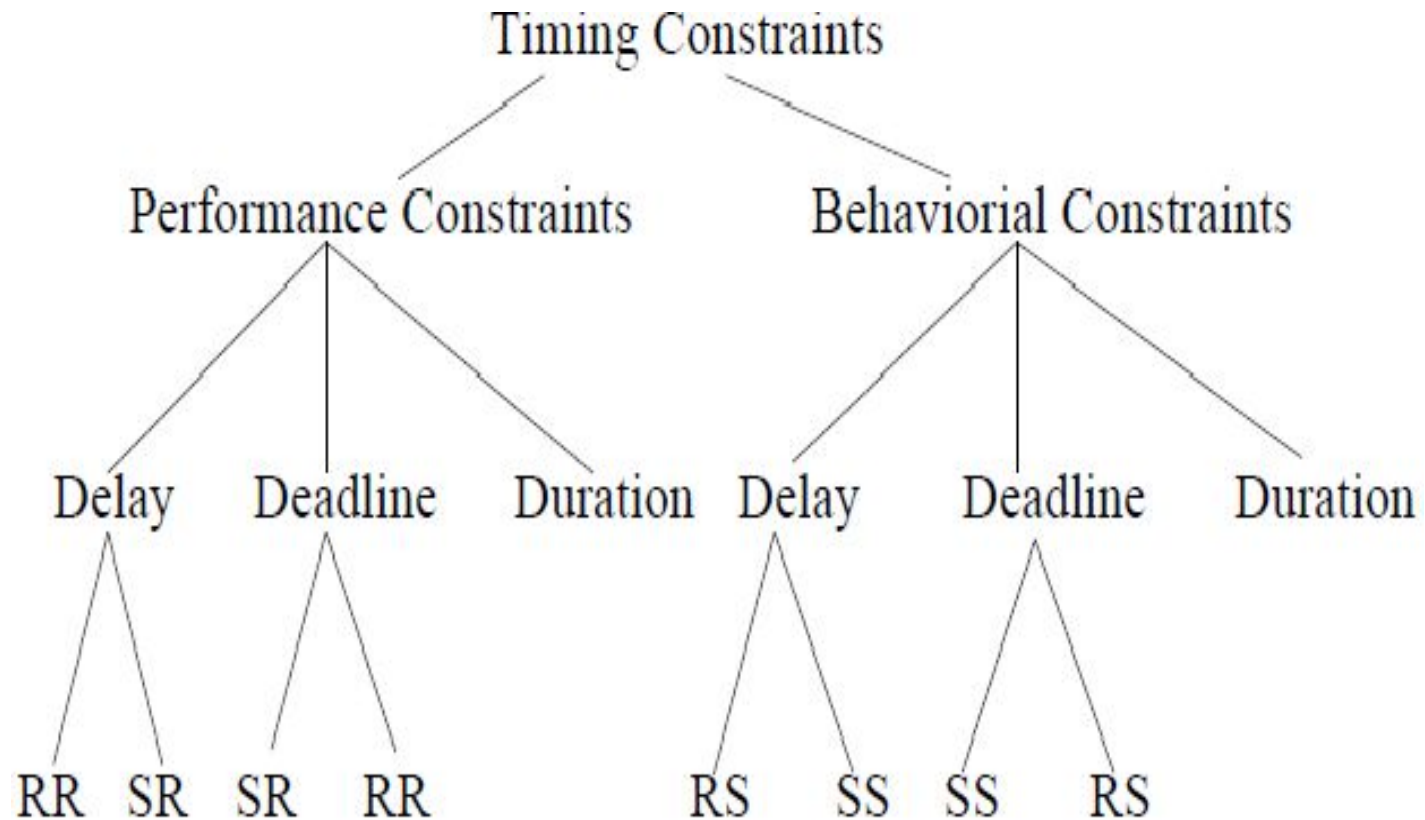 Timing Constraints
Performance Constraints Behaviorial Constraints
Delay Deadline Duration Delay Deadline Duration
RR SR SR RR RS SS SS RS